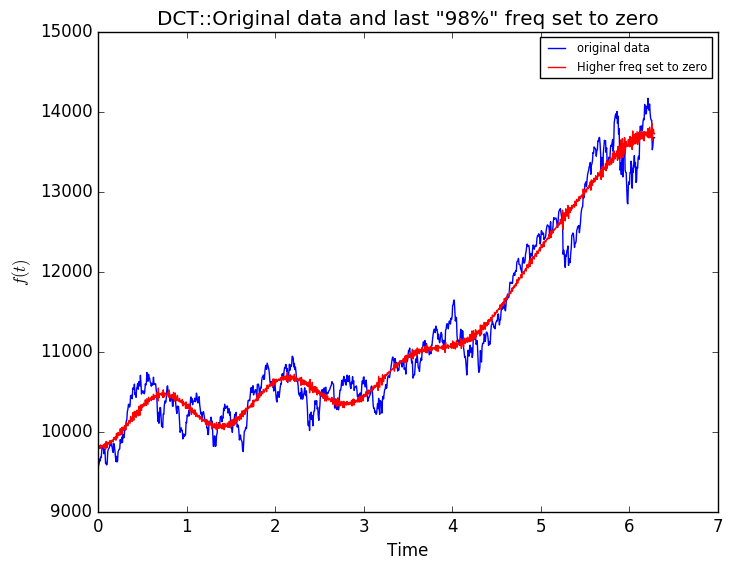 DCT::Original data and last "98%" freq set to zero
original data
Higher freq set to zero
15000
14000
13000
12000
11000
10000
9000
f(t)
0 1 2 3 4 5 6 7
Time